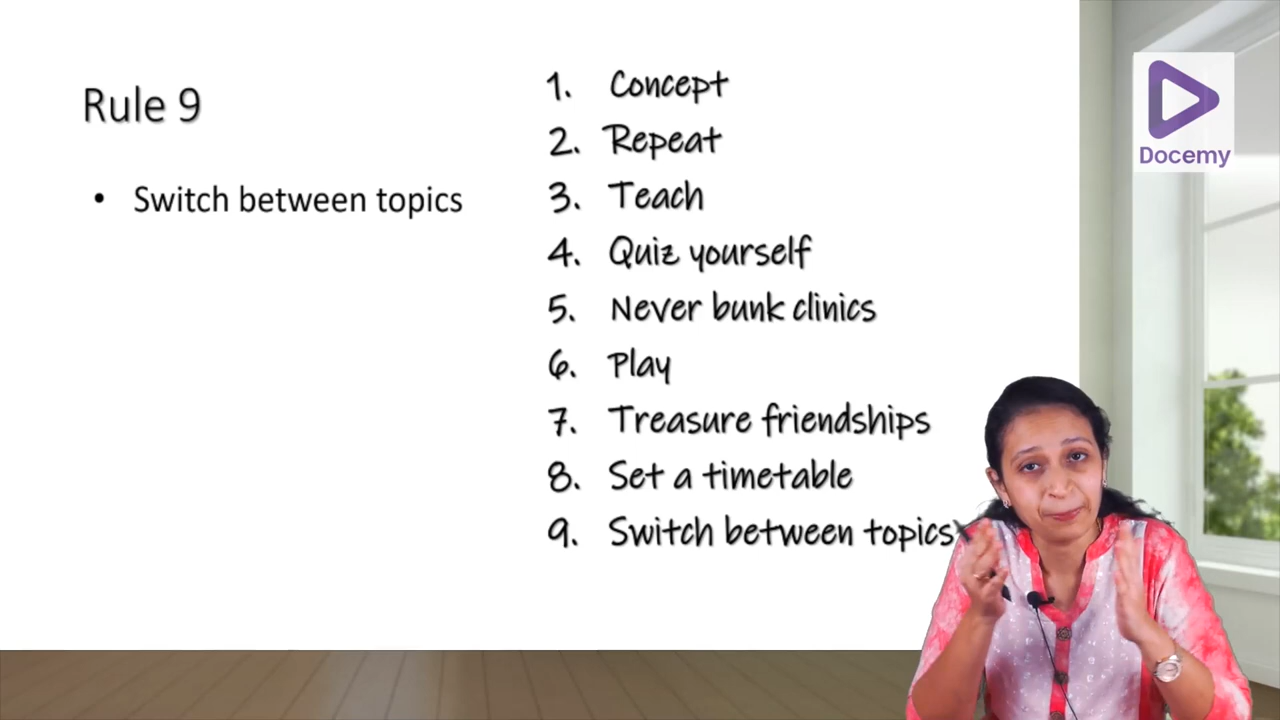 Rule 9
• Switch between topics
1. Concept
2. Repeat
3. Teach
4. Quiz yourself
5. Never bunk clinics
6. Play
7. Treasure friendships
8. Set a timetable
9. Switch between topics
Docemy